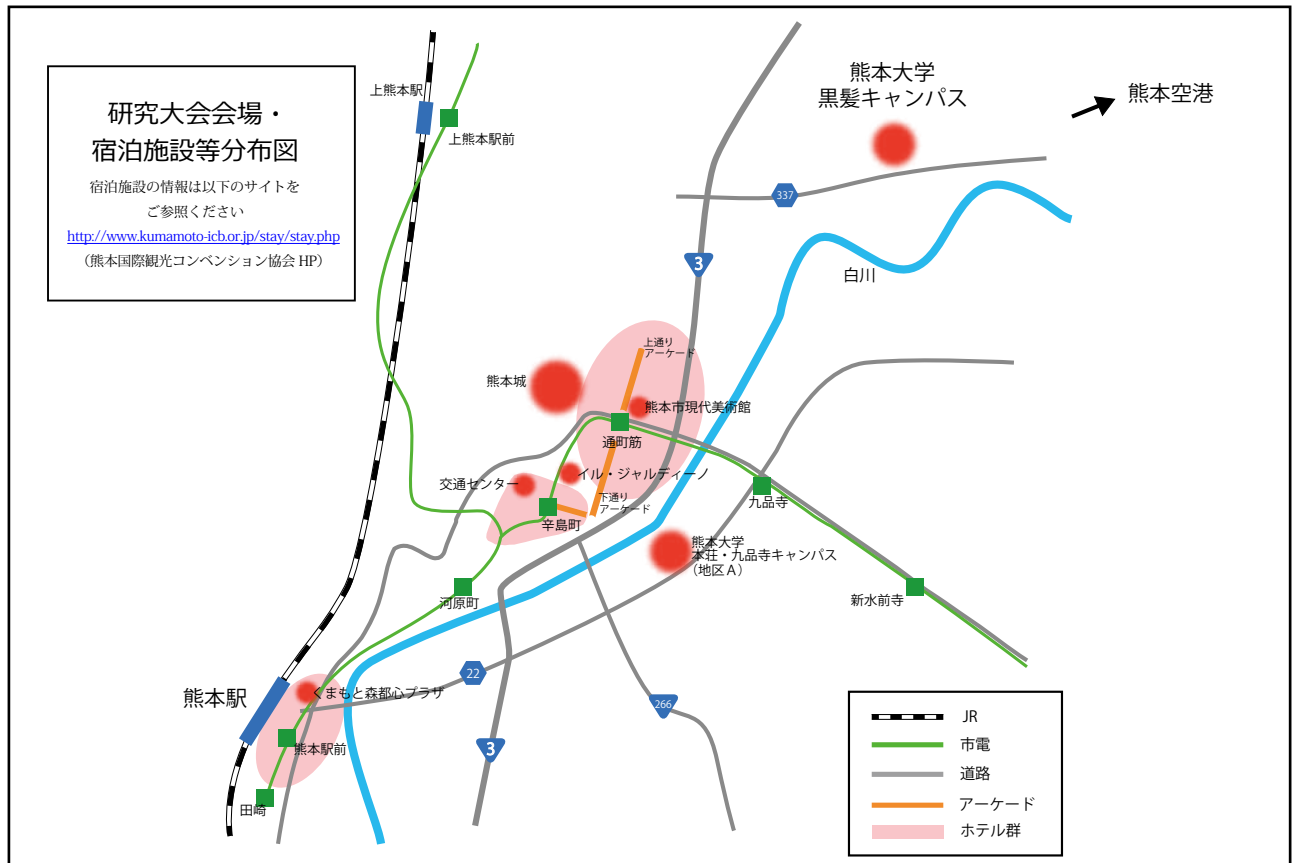 研究大会会場・
宿泊施設等分布図
宿泊施設の情報は以下のサイトを
ご参照ください
http://www.kumamoto-icb.or.jp/stay/stay.php
（熊本国際観光コンベンション協会 HP）
上熊本駅
上熊本駅前
熊本大学
黒髪キャンパス
熊本空港
337
3
白川
上通り
アーケード
熊本城
熊本市現代美術館
通町筋
イル・ジャルディーノ
交通センター
下通り
アーケード
辛島町
九品寺
熊本大学
本荘・九品寺キャンパス
（地区A）
河原町
新水前寺
22
266
3
熊本駅
くまもと森都心プラザ
熊本駅前
田崎
JR
市電
道路
アーケード
ホテル群